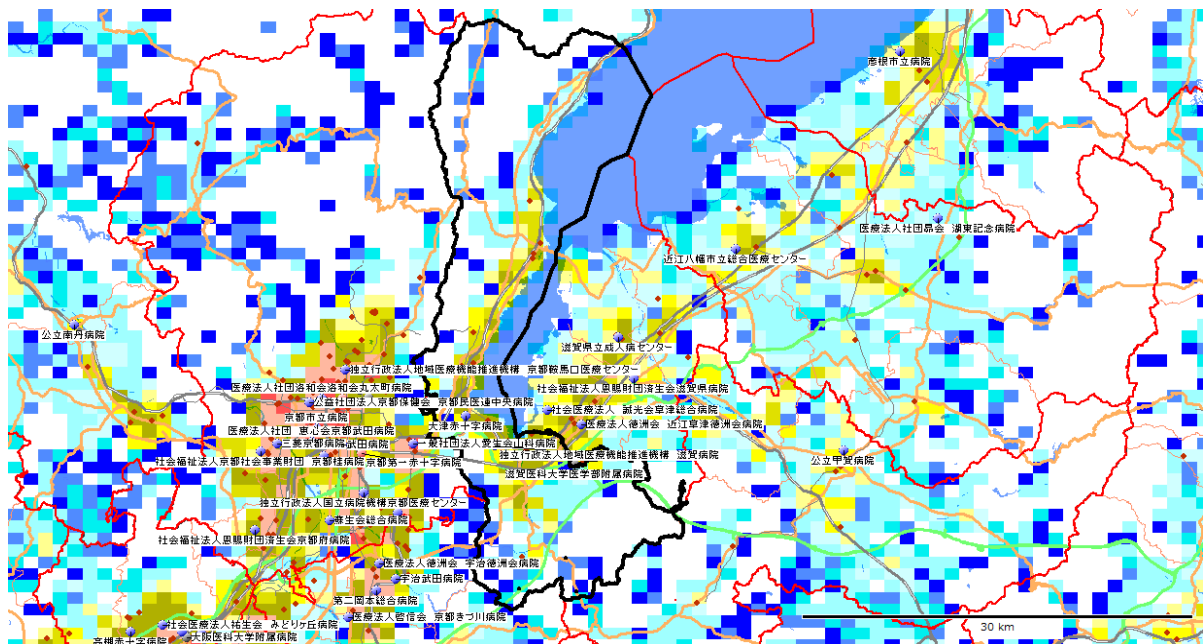 彦根市立病院
医療法人社団昴会 湖東記念病院
近江八幡市立総合医療センター
公立南丹病院
滋賀県立成人病センター
独立行政法人地域医療機能推進機構 京都鞍馬口医療センター
医療法人社団洛和会洛和会丸太町病院
社会福祉法人恩賜財団済生会滋賀県病院
公益社団法人京都保健会 京都民医連中央病院
社会医療法人 誠光会草津総合病院
京都市立病院
大津赤十字病院
医療法人徳洲会 近江草津徳洲会病院
医療法人社団 恵心会京都武田病院
三菱京都病院
武田病院
一般社団法人愛生会山科病院
社会福祉法人京都社会事業財団 京都桂病院
京都第一赤十字病院
独立行政法人地域医療機能推進機構 滋賀病院
公立甲賀病院
滋賀医科大学医学部附属病院
独立行政法人国立病院機構京都医療センター
蘇生会総合病院
社会福祉法人恩賜財団済生会京都府病院
医療法人徳洲会 宇治徳洲会病院
宇治武田病院
第二岡本総合病院
医療法人啓信会 京都きづ川病院
社会医療法人祐生会 みどりヶ丘病院
高槻赤十字病院
大阪医科大学附属病院
30 km